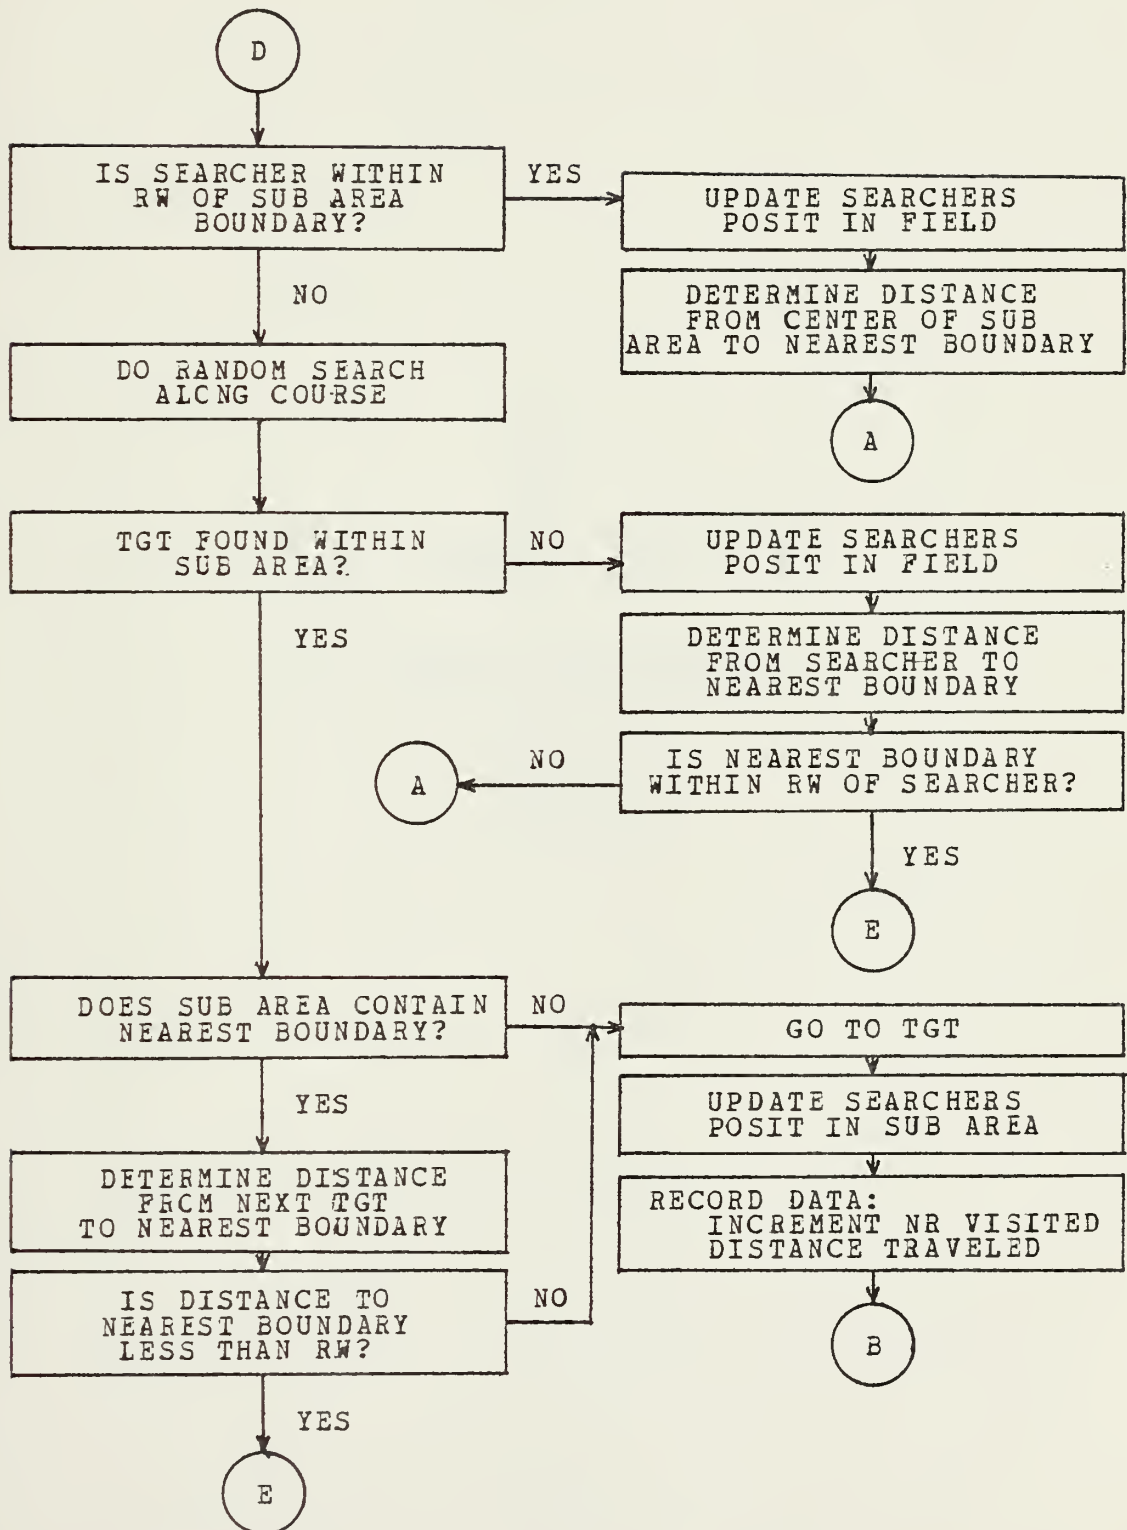 D
IS SEARCHER WITHIN
RW OF SUB AREA
BOUNDARY?
YES
UPDATE SEARCHERS
POSIT IN FIELD
DETERMINE DISTANCE
FROM CENTER OF SUB
AREA TO NEAREST BOUNDARY
A
NO
DO RANDOM SEARCH
ALCNG COURSE
TGT FOUND WITHIN
SUB AREA?
NO
UPDATE SEARCHERS
POSIT IN FIELD
DETERMINE DISTANCE
FROM SEARCHER TO
NEAREST BOUNDARY
IS NEAREST BOUNDARY
WITHIN RW OF SEARCHER?
NO
A
YES
E
YES
DOES SUB AREA CONTAIN
NEAREST BOUNDARY?
NO
GO TO TGT
UPDATE SEARCHERS
POSIT IN SUB AREA
RECORD DATA:
INCREMENT NR VISITED
DISTANCE TRAVELED
B
YES
DETERMINE DISTANCE
FRCM NEXT TGT
TO NEAREST BOUNDARY
IS DISTANCE TO
NEAREST BOUNDARY
LESS THAN RW?
NO
YES
E